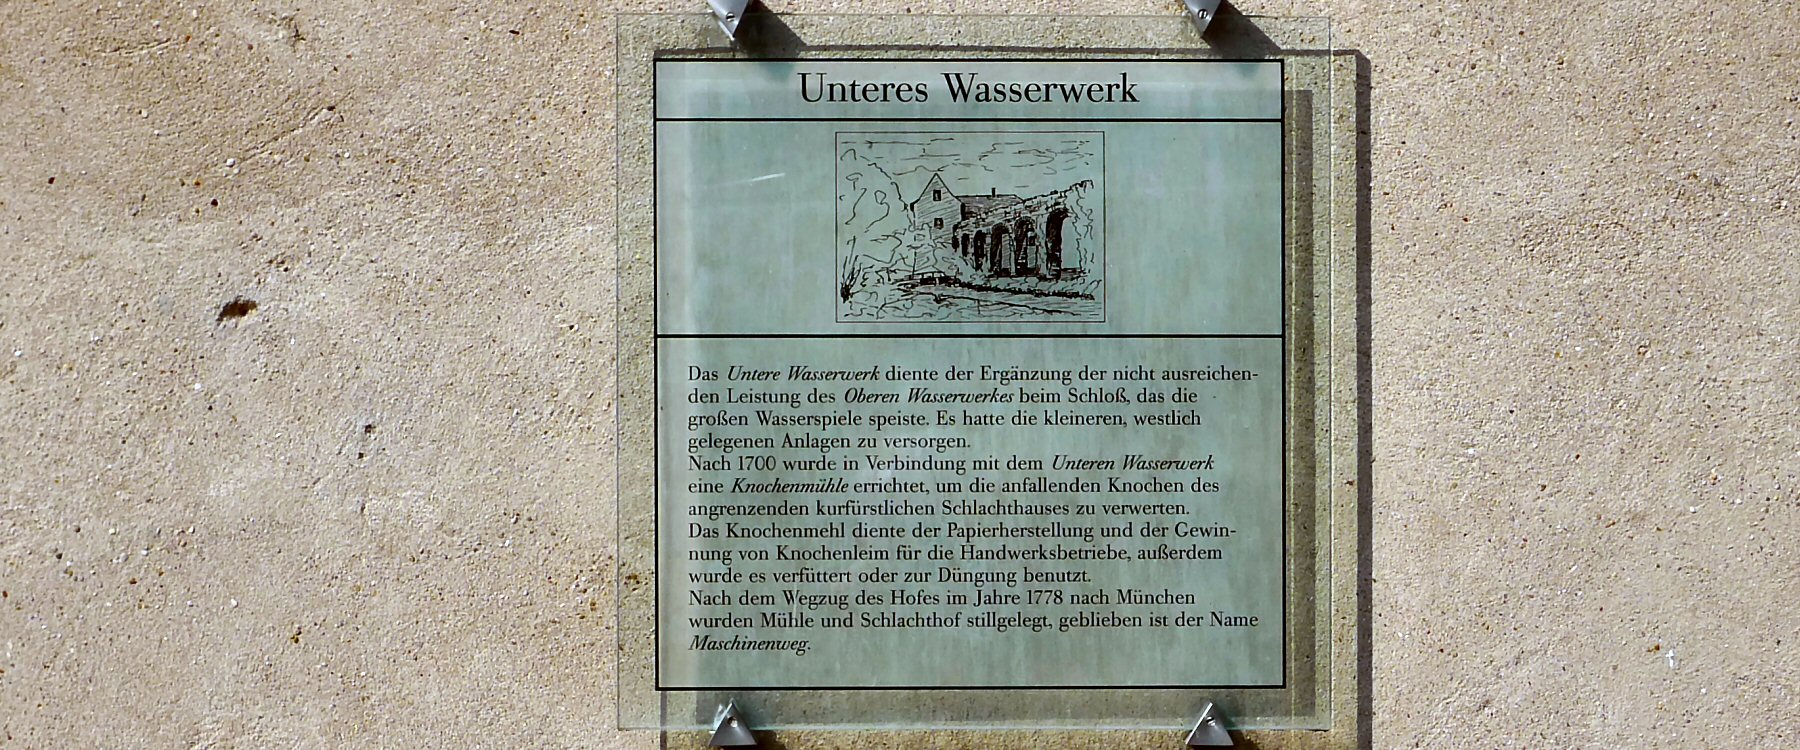 Unteres Wasserwerk
Das Untere Wasserwerk diente der Ergänzung der nicht ausreichen-
den Leistung des Oberen Wasserwerkes beim Schloß, das die
großen Wasserspiele speiste. Es hatte die kleineren, westlich
gelegenen Anlagen zu versorgen.
Nach 1700 wurde in Verbindung mit dem Unteren Wasserwerk
eine Knochenmühle errichtet, um die anfallenden Knochen des
angrenzenden kurfürstlichen Schlachthauses zu verwerten.
Das Knochenmehl diente der Papierherstellung und der Gewin-
nung von Knochenleim für die Handwerksbetriebe, außerdem
wurde es verfüttert oder zur Düngung benutzt.
Nach dem Wegzug des Hofes im Jahre 1778 nach München
wurden Mühle und Schlachthof stillgelegt, geblieben ist der Name
Maschinenweg.